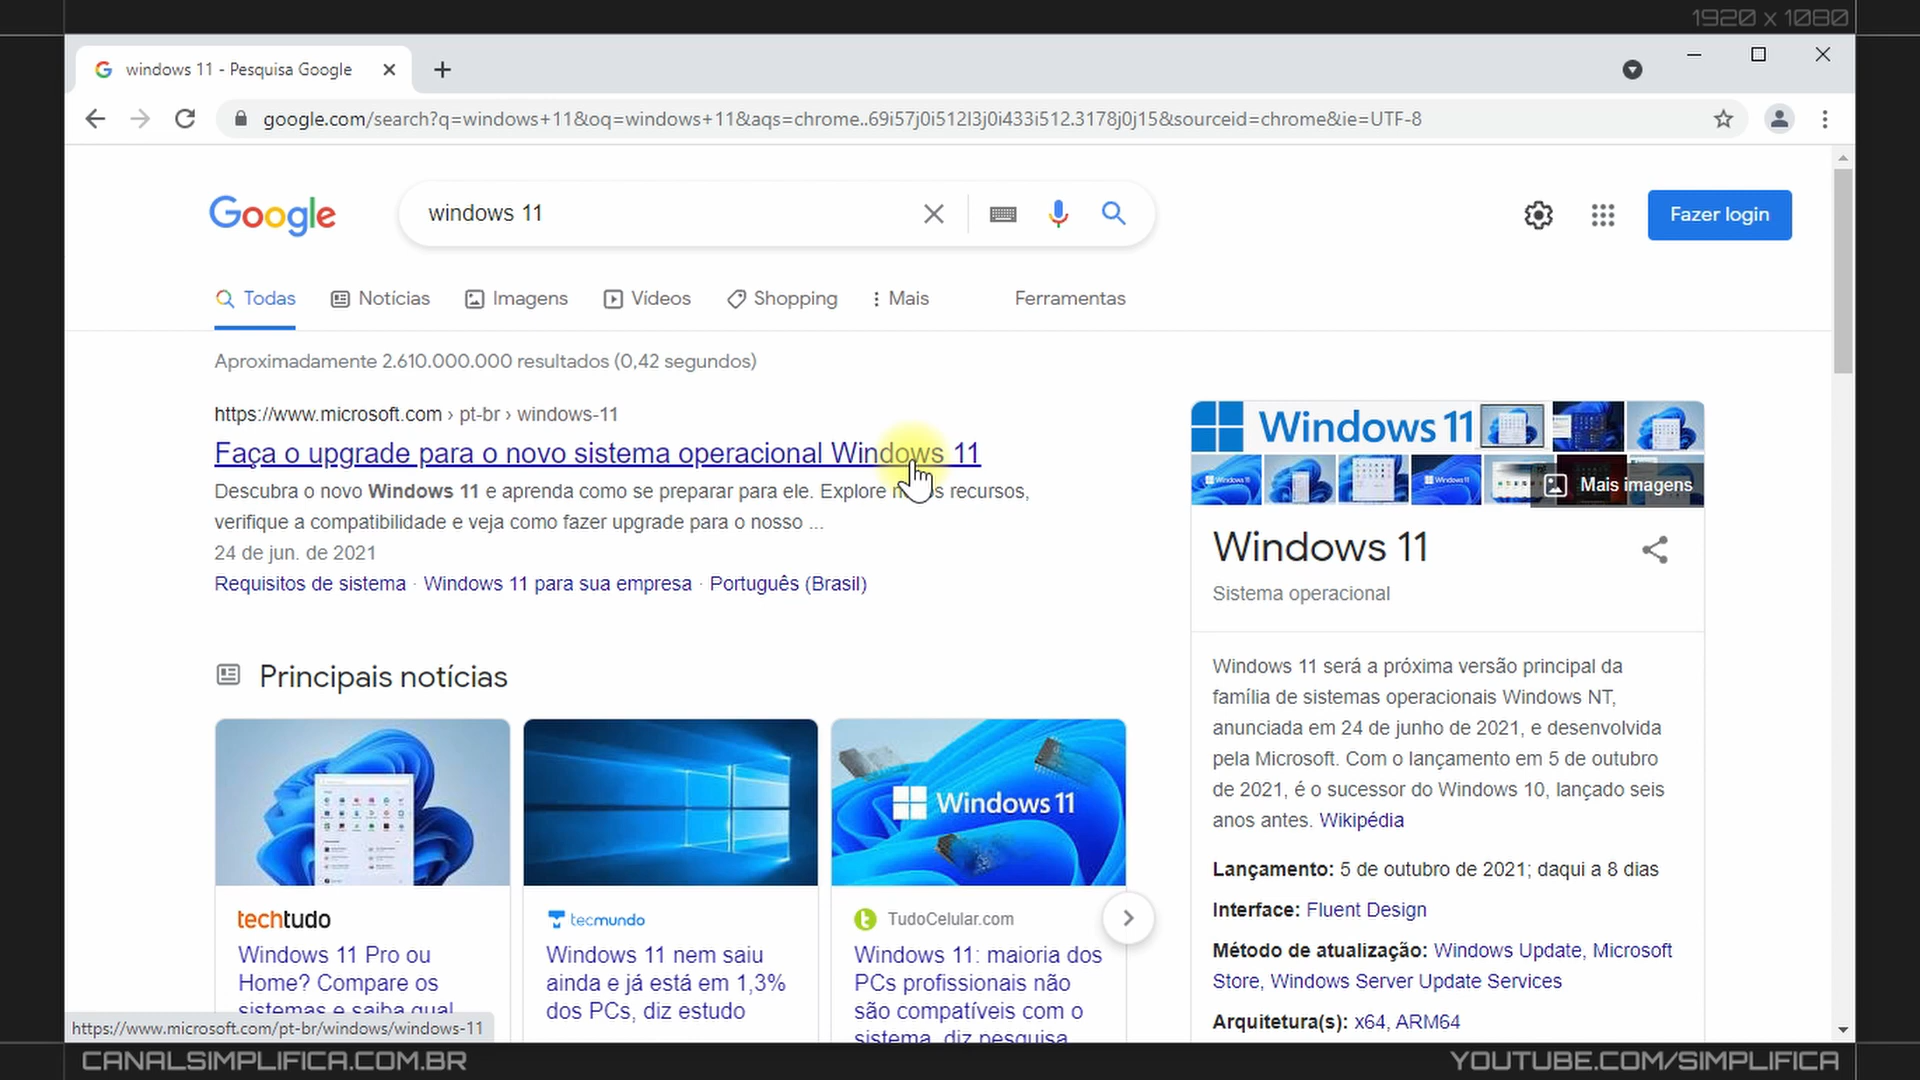 1920 x 1080
windows 11 - Pesquisa Google
google.com/search?q=windows+11&oq=windows+11&aqs=chrome..69i57j0i512l3j0i433i512.3178j0j15&sourceid=chrome&ie=UTF-8
Google
windows 11
Fazer login
Todas
Notícias
Imagens
Vídeos
Shopping
Mais
Ferramentas
Aproximadamente 2.610.000.000 resultados (0,42 segundos)
https://www.microsoft.com › pt-br › windows-11
Faça o upgrade para o novo sistema operacional Windows 11
Descubra o novo Windows 11 e aprenda como se preparar para ele. Explore recursos,
verifique a compatibilidade e veja como fazer upgrade para o nosso ...
24 de jun. de 2021
Requisitos de sistema · Windows 11 para sua empresa · Português (Brasil)
Principais notícias
Windows 11
techtudo
Windows 11 Pro ou
Home? Compare os
sistemas e saiba qual
tecmundo
Windows 11 nem saiu
ainda e já está em 1,3%
dos PCs, diz estudo
TudoCelular.com
Windows 11: maioria dos
PCs profissionais não
são compatíveis com o
sistema, diz pesquisa
Windows 11
Mais imagens
Windows 11
Sistema operacional
Windows 11 será a próxima versão principal da
família de sistemas operacionais Windows NT,
anunciada em 24 de junho de 2021, e desenvolvida
pela Microsoft. Com o lançamento em 5 de outubro
de 2021, é o sucessor do Windows 10, lançado seis
anos antes. Wikipédia
Lançamento: 5 de outubro de 2021; daqui a 8 dias
Interface: Fluent Design
Método de atualização: Windows Update, Microsoft
Store, Windows Server Update Services
Arquitetura(s): x64, ARM64
https://www.microsoft.com/pt-br/windows/windows-11
CANALSIMPLIFICA.COM.BR
YOUTUBE.COM/SIMPLIFICA